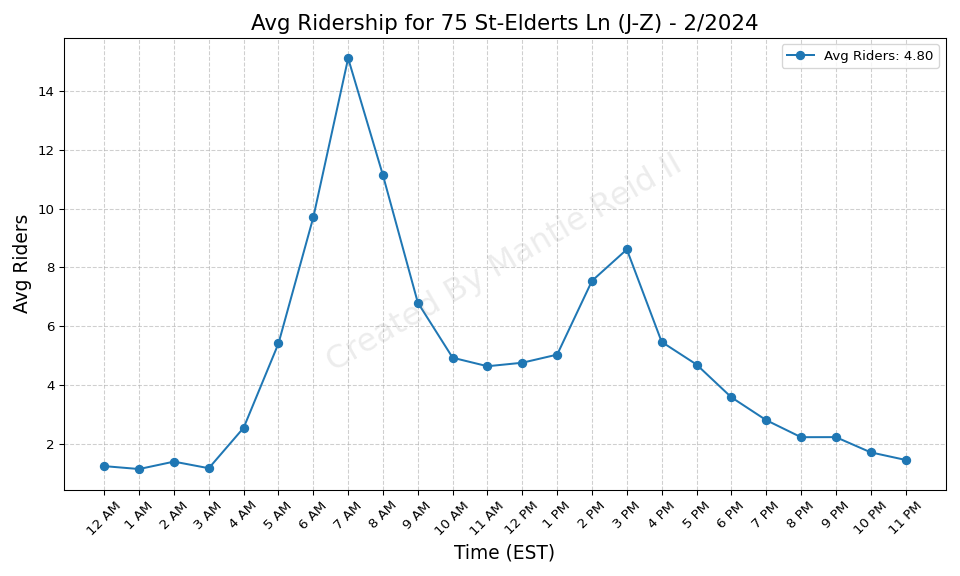 Avg Ridership for 75 St-Elderts Ln (J-Z) - 2/2024
Avg Riders: 4.80
Avg Riders
14
12
10
8
6
4
2
Created By Mantle Reid II
12 AM
1 AM
2 AM
3 AM
4 AM
5 AM
6 AM
7 AM
8 AM
9 AM
10 AM
11 AM
12 PM
1 PM
2 PM
3 PM
4 PM
5 PM
6 PM
7 PM
8 PM
9 PM
10 PM
11 PM
Time (EST)